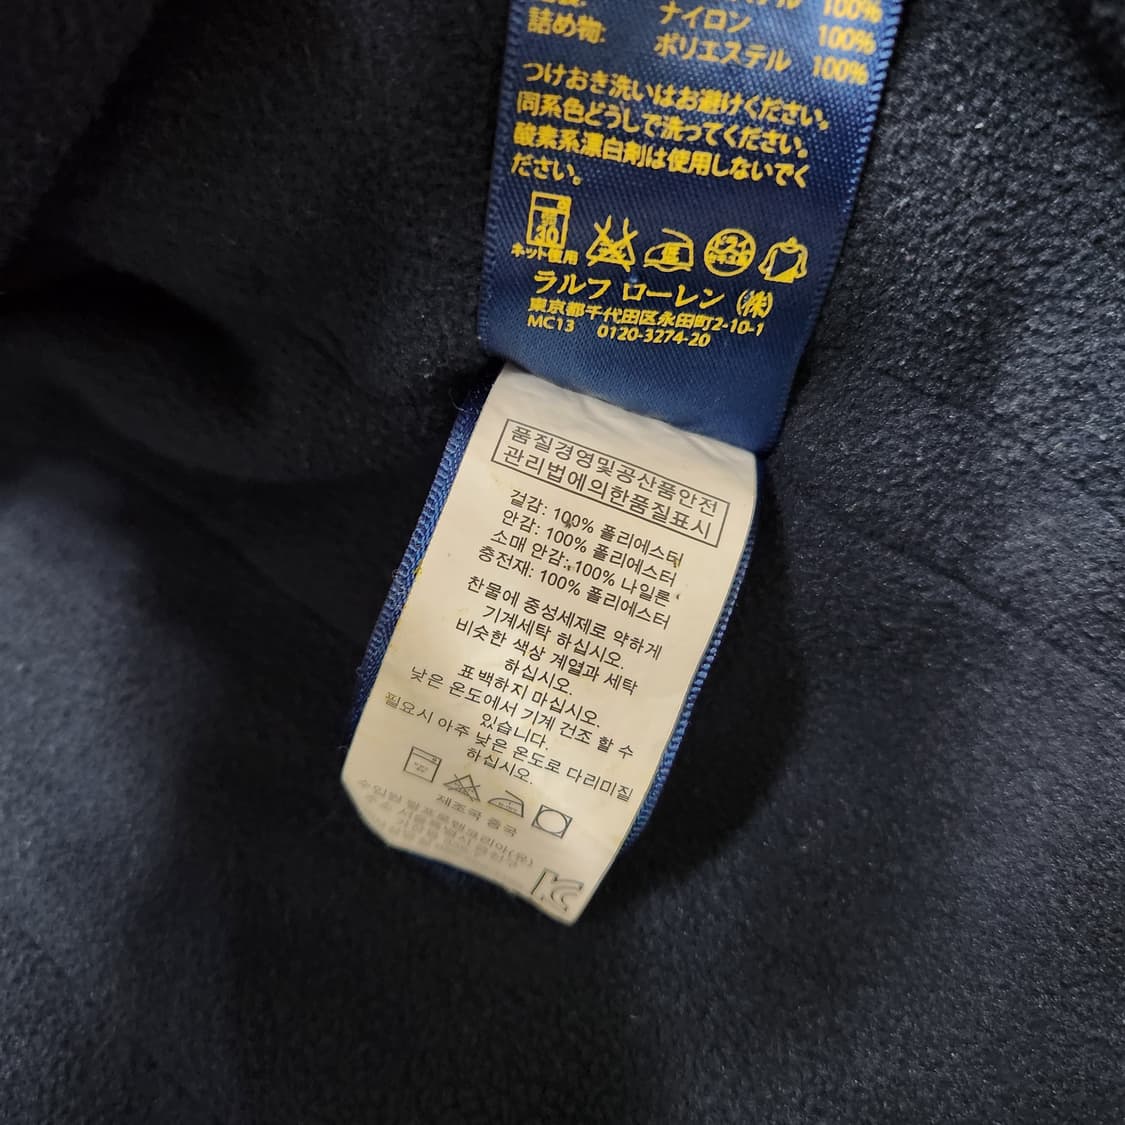 100%
ナイロン 100%
詰め物: ポリエステル 100%
つけおき洗いはお避けください。
同系色どうしで洗ってください。
酸素系漂白剤は使用しないでく
ださい。
30
ネット使用
ラルフ ローレン (株)
東京都千代田区永田町2-10-1
MC13 0120-3274-20
품질경영및공산품안전
관리법에의한품질표시
겉감: 100% 폴리에스터
안감: 100% 폴리에스터
소매 안감: 100% 나일론
충전재: 100% 폴리에스터
찬물에 중성세제로 약하게
기계세탁 하십시오.
비슷한 색상 계열과 세탁
하십시오.
표백하지 마십시오.
낮은 온도에서 기계 건조 할 수
있습니다.
필요시 아주 낮은 온도로 다리미질
하십시오.
제조국 중국